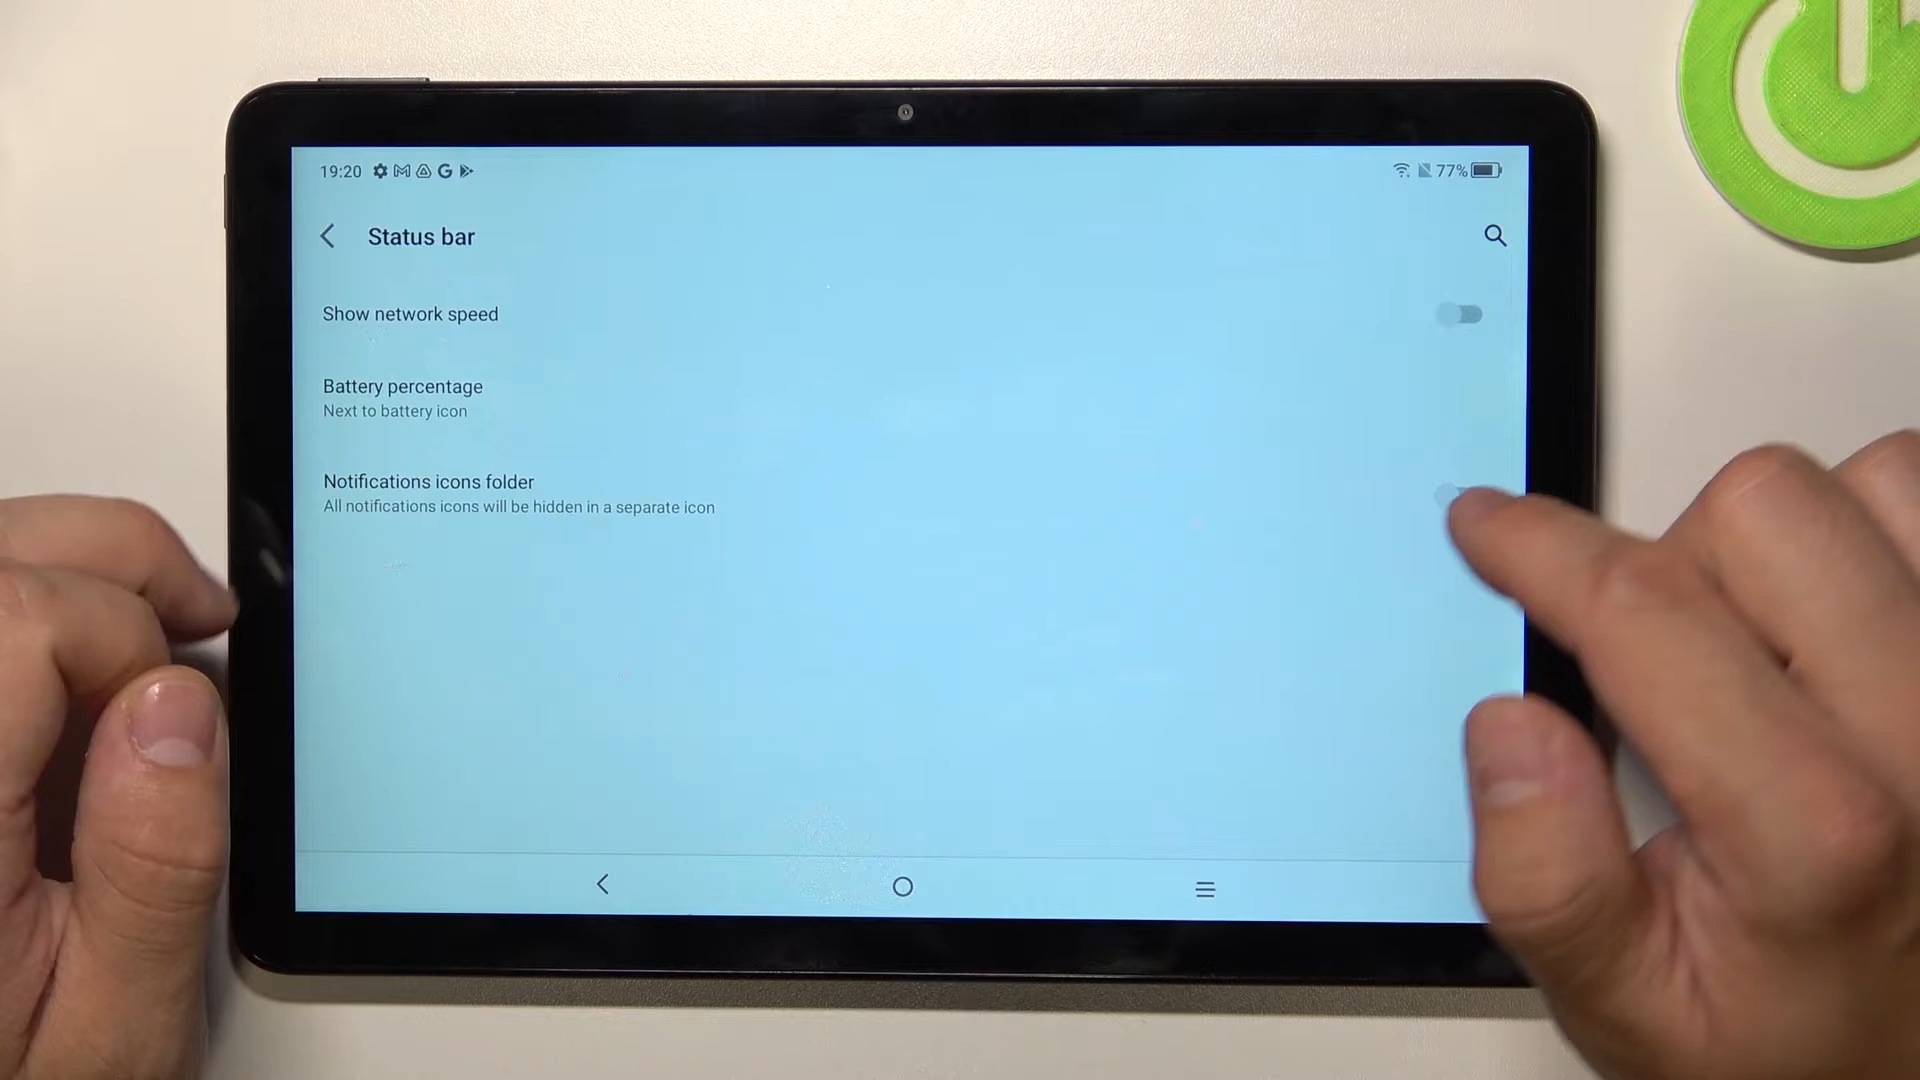 19:20
77%
Status bar
Show network speed
Battery percentage
Next to battery icon
Notifications icons folder
All notifications icons will be hidden in a separate icon